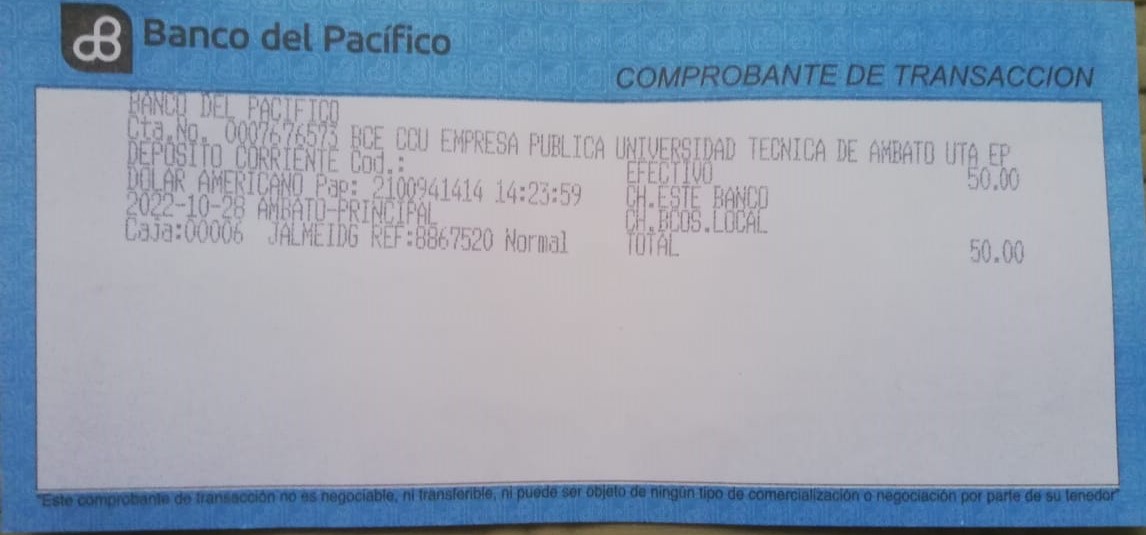 Banco del Pacífico
COMPROBANTE DE TRANSACCION
BANCO DEL PACIFICO
Cta.No. 0007676573 BCE CCU EMPRESA PUBLICA UNIVERSIDAD TECNICA DE AMBATO UTA EP
DEPOSITO CORRIENTE Cod.: EFECTIVO 50.00
DOLAR AMERICANO Pap: 2100941414 14:23:59 CH.ESTE BANCO
2022-10-28 AMBATO-PRINCIPAL CH.BCOS.LOCAL
Caja:00006 JALMEIDG REF:8867520 Normal TOTAL 50.00
"Este comprobante de transacción no es negociable, ni transferible, ni puede ser objeto de ningún tipo de comercialización o negociación por parte de su tenedor"